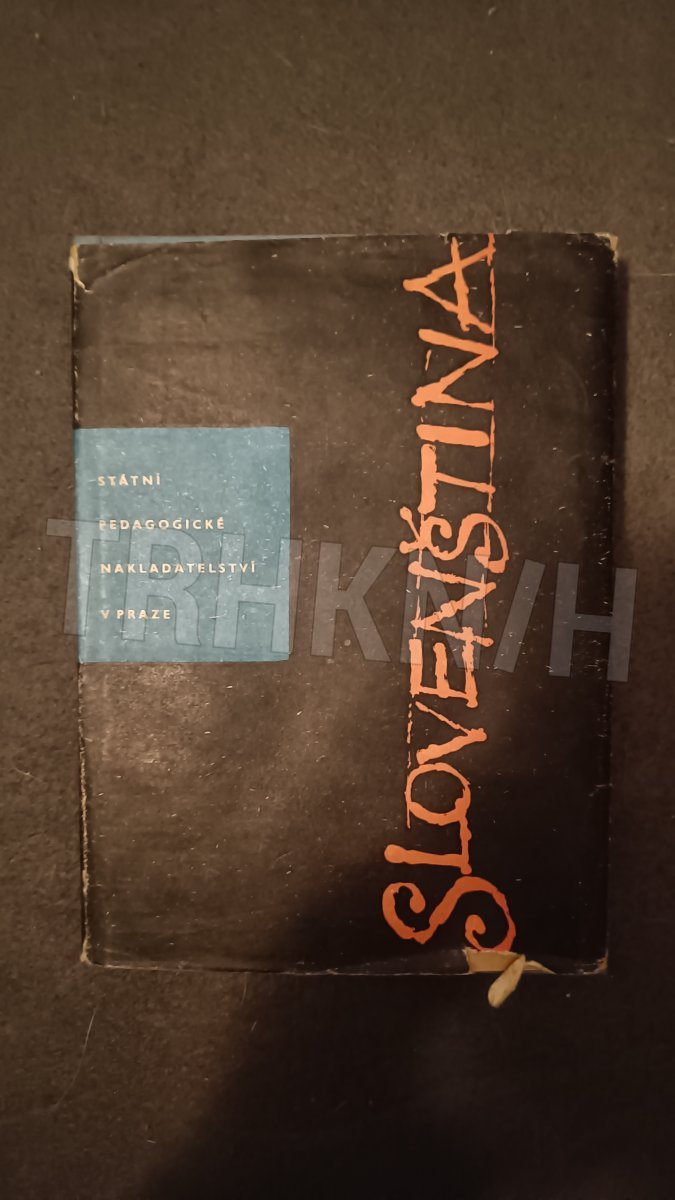 STÁTNÍ
PEDAGOGICKÉ
NAKLADATELSTVÍ
V PRAZE
SLOVENŠTINA
TRHKNIH